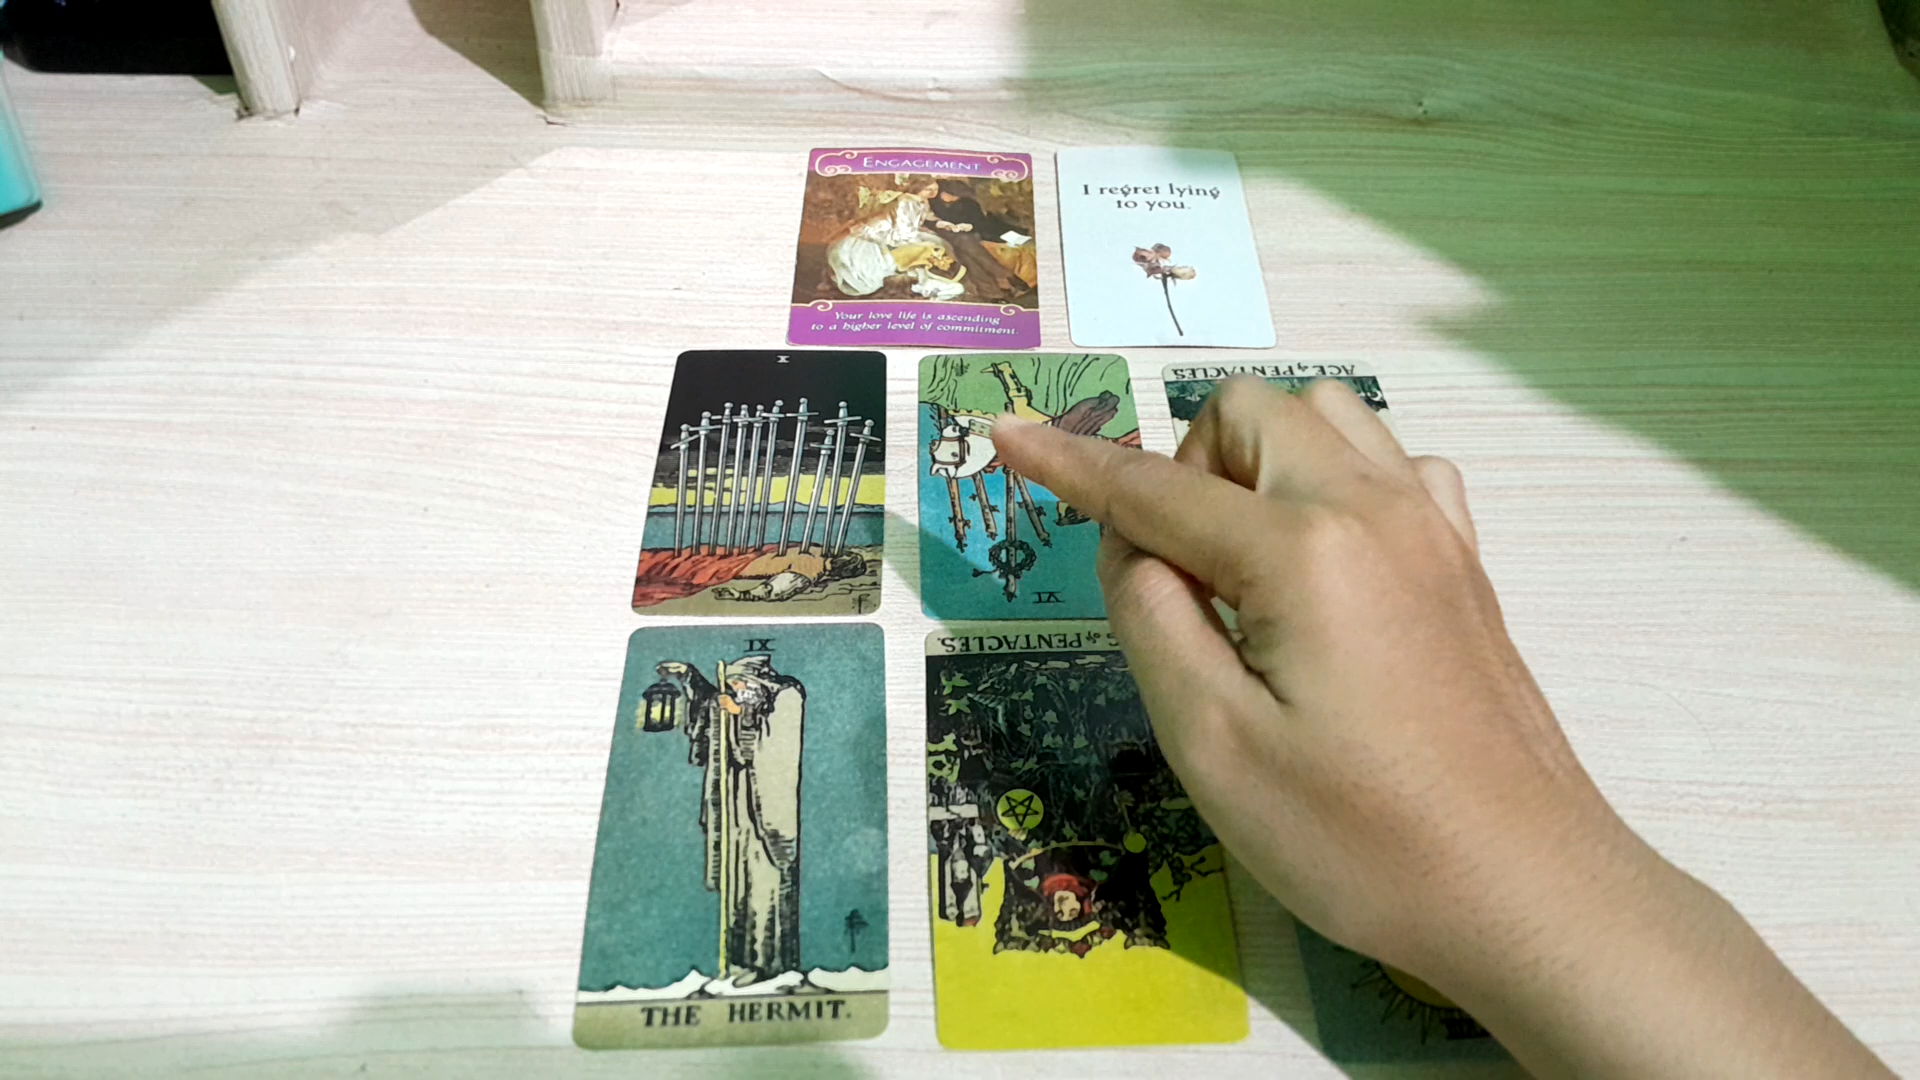 ENGAGEMENT
Your love life is ascending
to a higher level of commitment.
I regret lying
to you.
X
VI
ACE of PENTACLES
IX
THE HERMIT.
G of PENTACLES.